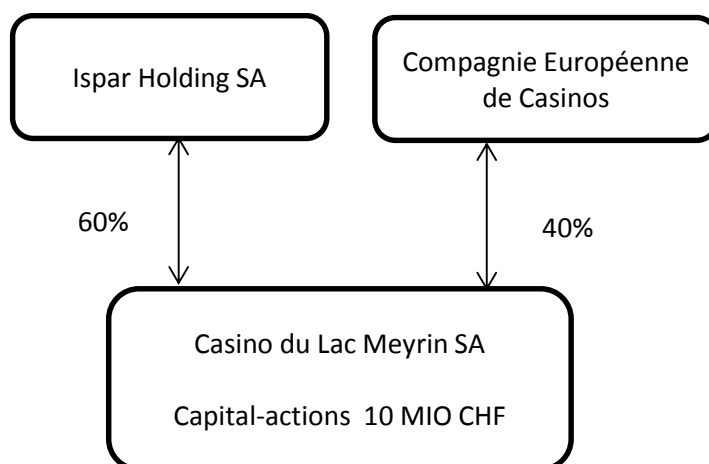 Ispar Holding SA
Compagnie Européenne
de Casinos
60%
40%
Casino du Lac Meyrin SA
Capital-actions 10 MIO CHF